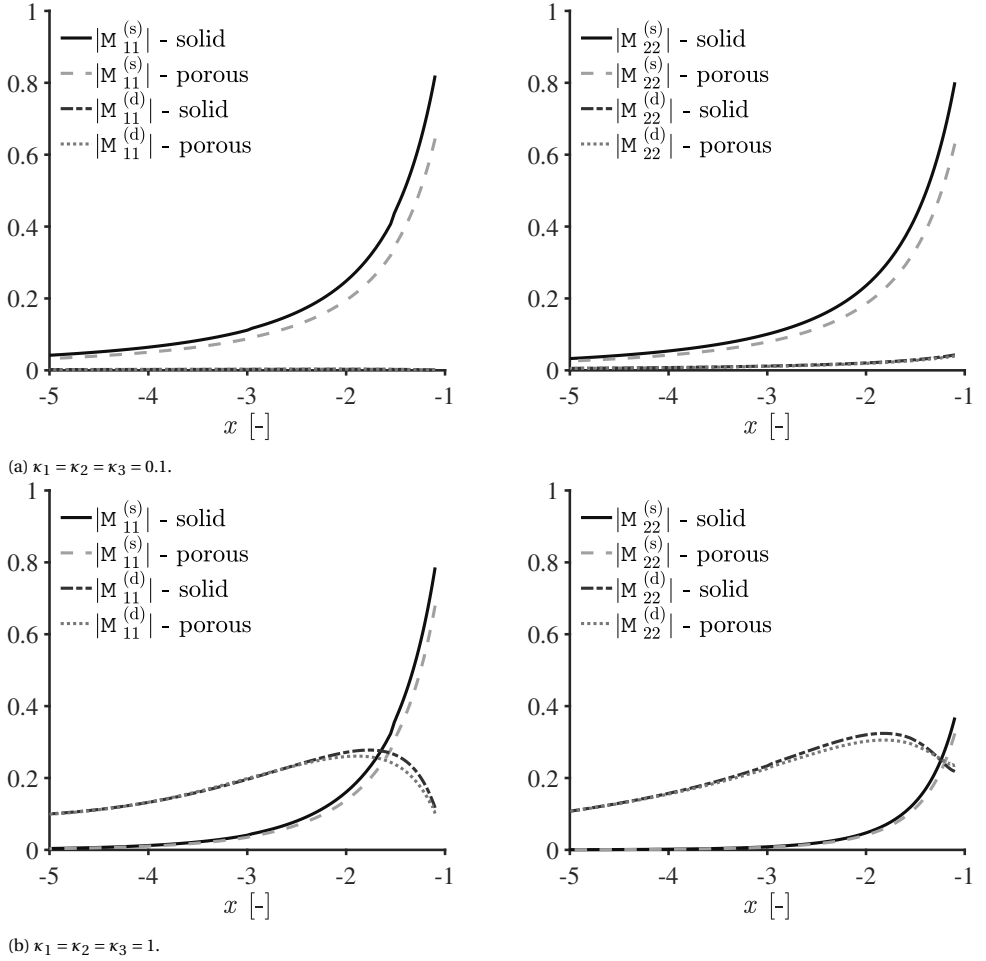 1
0.8
0.6
0.4
0.2
0
|M 11 (s)| - solid
|M 11 (s)| - porous
|M 11 (d)| - solid
|M 11 (d)| - porous
-5 -4 -3 -2 -1
x [-]
1
0.8
0.6
0.4
0.2
0
|M 22 (s)| - solid
|M 22 (s)| - porous
|M 22 (d)| - solid
|M 22 (d)| - porous
-5 -4 -3 -2 -1
x [-]
(a) κ1 = κ2 = κ3 = 0.1.
1
0.8
0.6
0.4
0.2
0
|M 11 (s)| - solid
|M 11 (s)| - porous
|M 11 (d)| - solid
|M 11 (d)| - porous
-5 -4 -3 -2 -1
x [-]
1
0.8
0.6
0.4
0.2
0
|M 22 (s)| - solid
|M 22 (s)| - porous
|M 22 (d)| - solid
|M 22 (d)| - porous
-5 -4 -3 -2 -1
x [-]
(b) κ1 = κ2 = κ3 = 1.